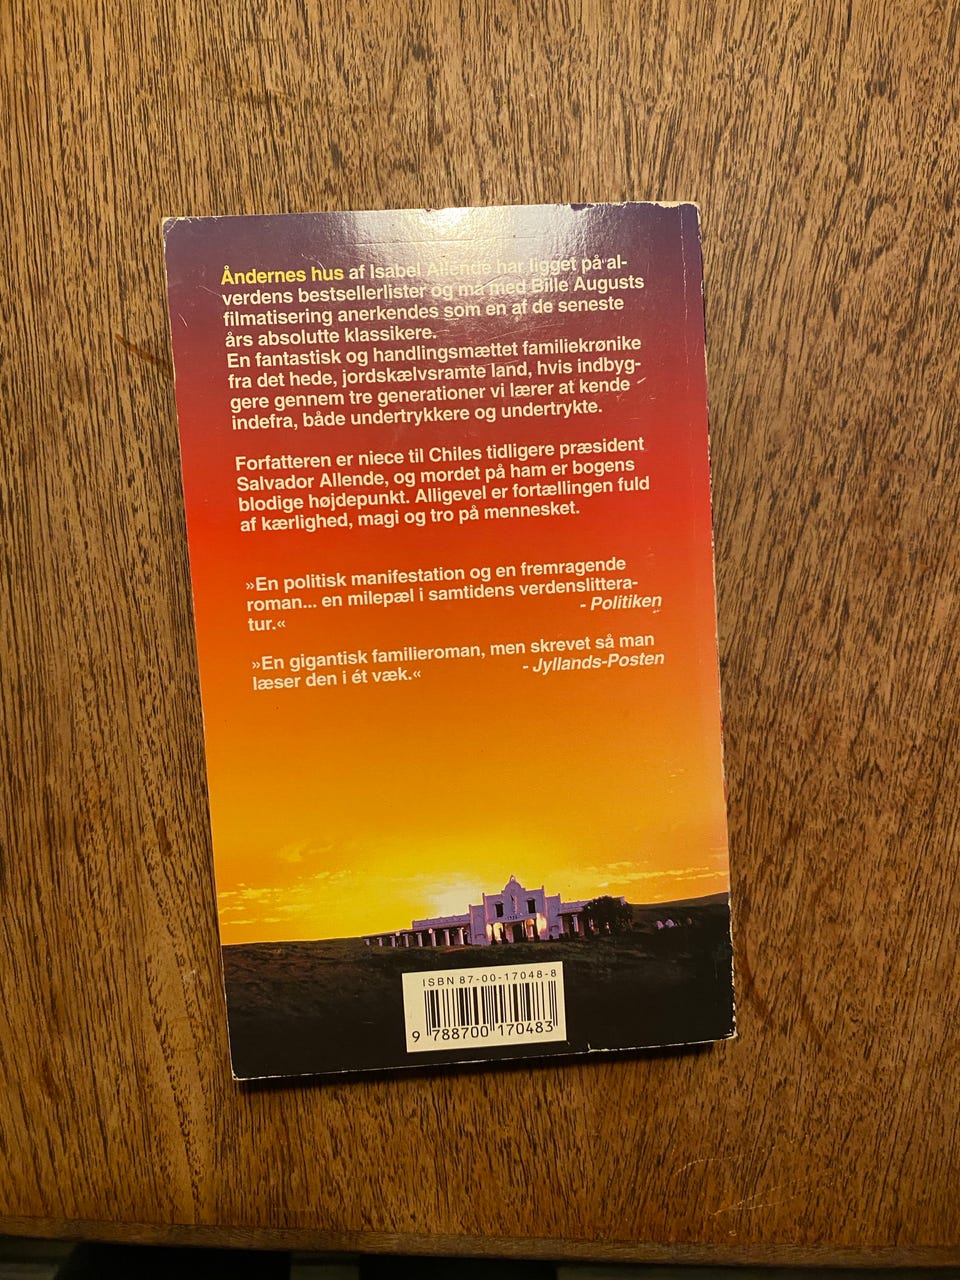 Åndernes hus af Isabel Allende har ligget på al-
verdens bestsellerlister og må med Bille Augusts
filmatisering anerkendes som en af de seneste
års absolutte klassikere.
En fantastisk og handlingsmættet familiekrønike
fra det hede, jordskælvsramte land, hvis indbyg-
gere gennem tre generationer vi lærer at kende
indefra, både undertrykkere og undertrykte.
Forfatteren er niece til Chiles tidligere præsident
Salvador Allende, og mordet på ham er bogens
blodige højdepunkt. Alligevel er fortællingen fuld
af kærlighed, magi og tro på mennesket.
»En politisk manifestation og en fremragende
roman... en milepæl i samtidens verdenslittera-
tur.« - Politiken
»En gigantisk familieroman, men skrevet så man
læser den i ét væk.« - Jyllands-Posten
ISBN 87-00-17048-8
9 788700 170483